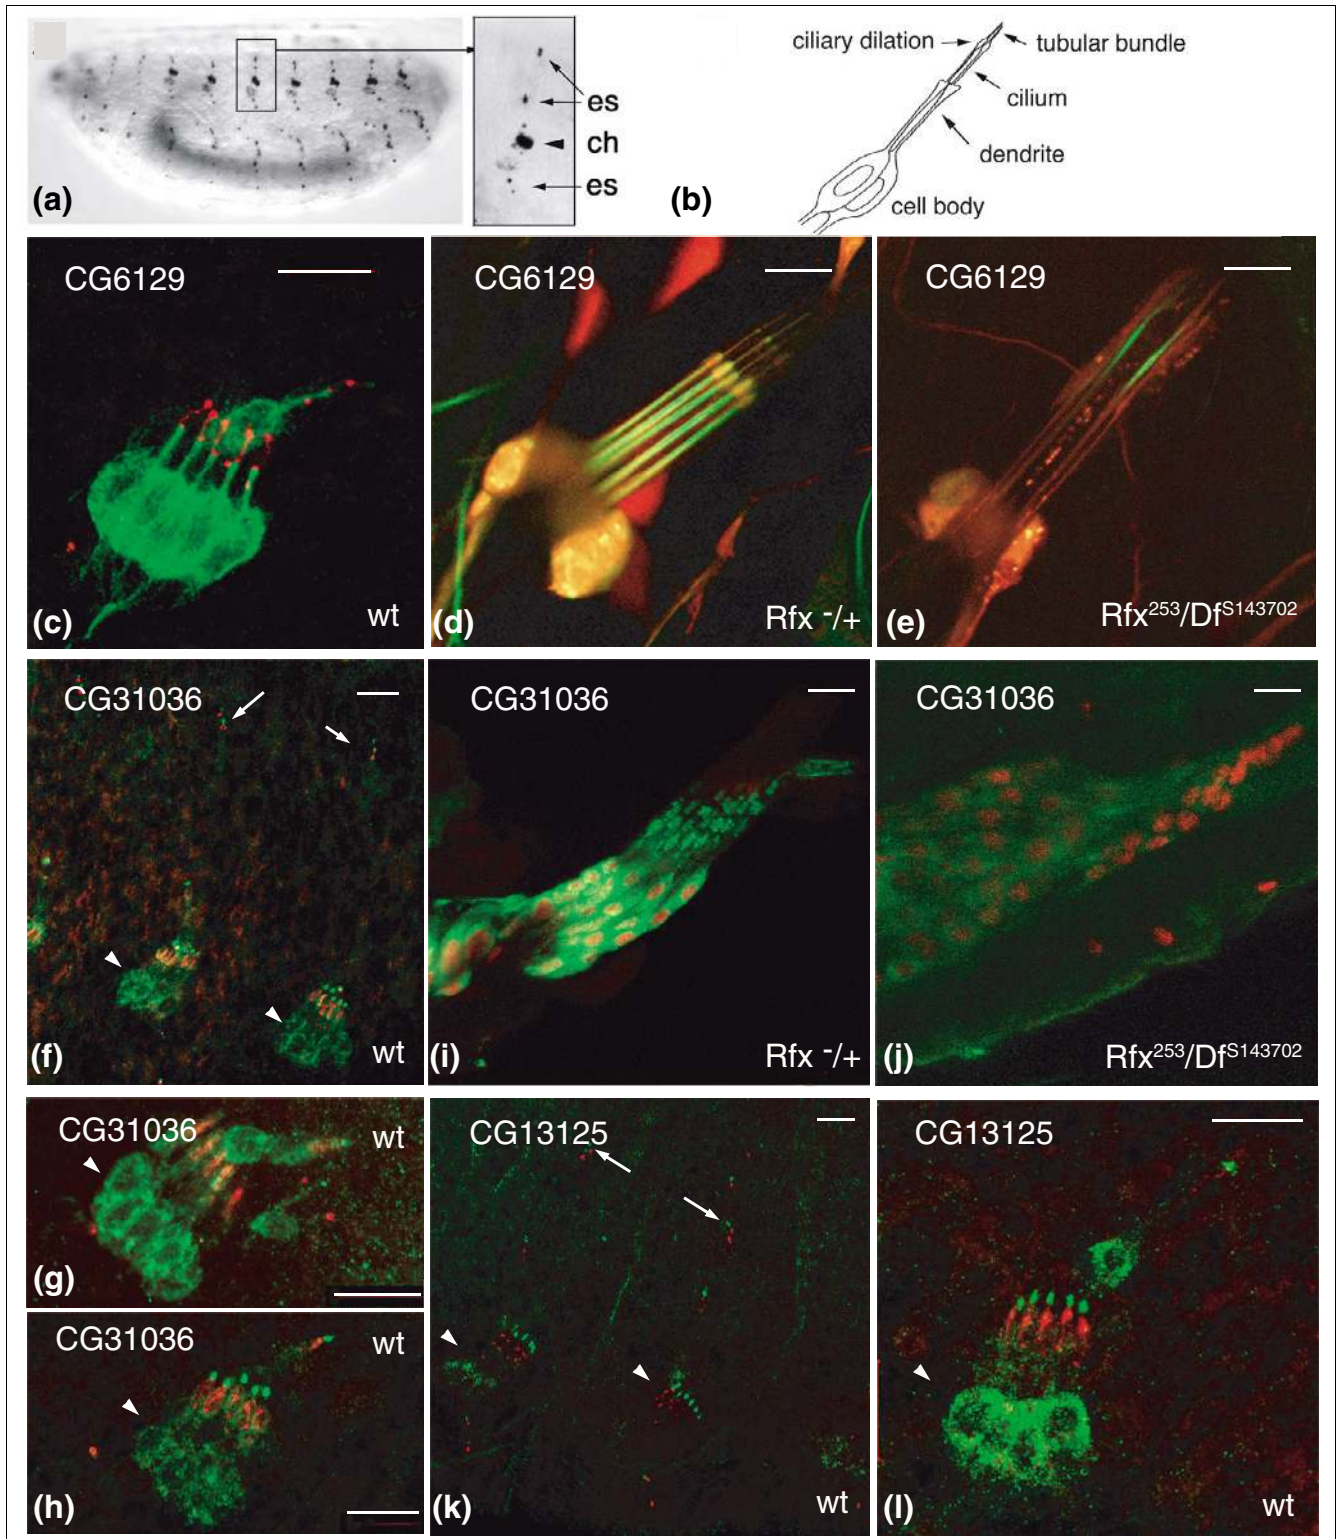 (a)
es
ch
es
(b)
ciliary dilation
tubular bundle
cilium
dendrite
cell body
CG6129
wt
(c)
CG6129
Rfx -/+
(d)
CG6129
Rfx253/DfS143702
(e)
CG31036
wt
(f)
CG31036
Rfx -/+
(i)
CG31036
Rfx253/DfS143702
(j)
CG31036
wt
(g)
CG31036
wt
(h)
CG13125
wt
(k)
CG13125
wt
(l)